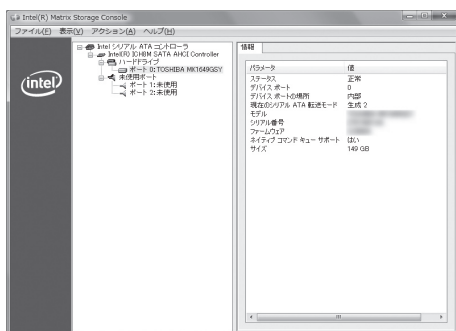 Intel(R) Matrix Storage Console
ファイル(F) 表示(V) アクション(A) ヘルプ(H)
intel
Intel シリアル ATA コントローラ
Intel(R) ICH8M SATA AHCI Controller
ハードドライブ
ポート 0:TOSHIBA MK1649GSY
未使用ポート
ポート 1:未使用
ポート 2:未使用
情報
パラメータ 値
ステータス 正常
デバイス ポート 0
デバイス ポートの場所 内部
現在のシリアル ATA 転送モード 生成 2
モデル
シリアル番号
ファームウェア
ネイティブ コマンド キュー サポート はい
サイズ 149 GB